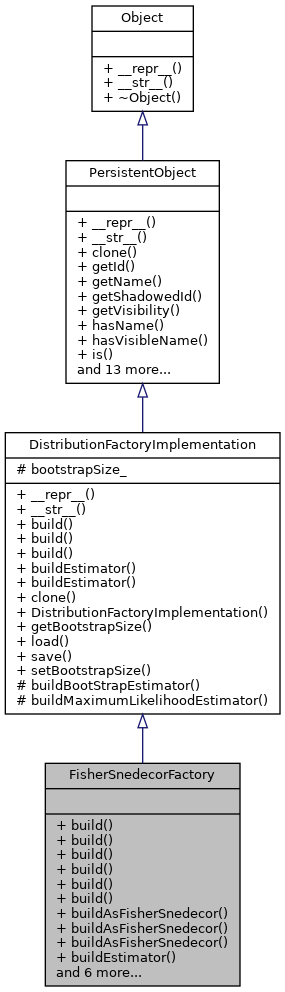 Object
+ __repr__()
+ __str__()
+ ~Object()
PersistentObject
+ __repr__()
+ __str__()
+ clone()
+ getId()
+ getName()
+ getShadowedId()
+ getVisibility()
+ hasName()
+ hasVisibleName()
+ is()
and 13 more...
DistributionFactoryImplementation
# bootstrapSize_
+ __repr__()
+ __str__()
+ build()
+ build()
+ build()
+ buildEstimator()
+ buildEstimator()
+ clone()
+ DistributionFactoryImplementation()
+ getBootstrapSize()
+ load()
+ save()
+ setBootstrapSize()
# buildBootStrapEstimator()
# buildMaximumLikelihoodEstimator()
FisherSnedecorFactory
+ build()
+ build()
+ build()
+ build()
+ build()
+ build()
+ buildAsFisherSnedecor()
+ buildAsFisherSnedecor()
+ buildAsFisherSnedecor()
+ buildEstimator()
and 6 more...